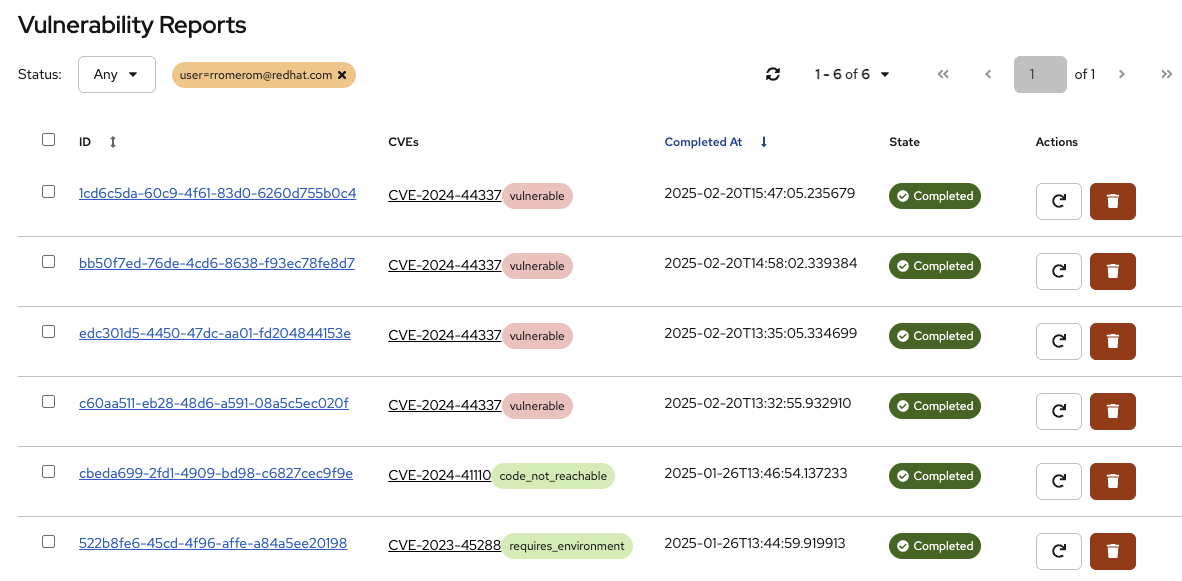 Vulnerability Reports
Status: Any user=rromerom@redhat.com 1 - 6 of 6 1 of 1
ID CVEs Completed At State Actions
1cd6c5da-60c9-4f61-83d0-6260d755b0c4 CVE-2024-44337 vulnerable 2025-02-20T15:47:05.235679 Completed
bb50f7ed-76de-4cd6-8638-f93ec78fe8d7 CVE-2024-44337 vulnerable 2025-02-20T14:58:02.339384 Completed
edc301d5-4450-47dc-aa01-fd204844153e CVE-2024-44337 vulnerable 2025-02-20T13:35:05.334699 Completed
c60aa511-eb28-48d6-a591-08a5c5ec020f CVE-2024-44337 vulnerable 2025-02-20T13:32:55.932910 Completed
cbeda699-2fd1-4909-bd98-c6827cec9f9e CVE-2024-41110 code_not_reachable 2025-01-26T13:46:54.137233 Completed
522b8fe6-45cd-4f96-affe-a84a5ee20198 CVE-2023-45288 requires_environment 2025-01-26T13:44:59.919913 Completed